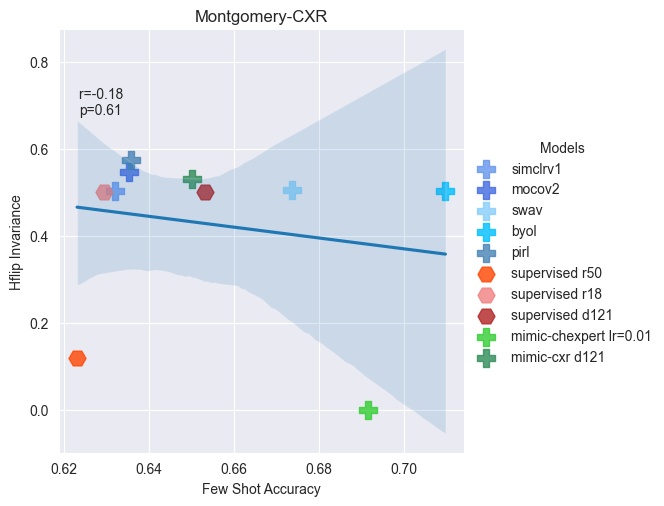 Montgomery-CXR
r=-0.18
p=0.61
0.8
0.6
0.4
0.2
0.0
Hflip Invariance
0.62 0.64 0.66 0.68 0.70
Few Shot Accuracy
Models
simclrv1
mocov2
swav
byol
pirl
supervised r50
supervised r18
supervised d121
mimic-chexpert lr=0.01
mimic-cxr d121